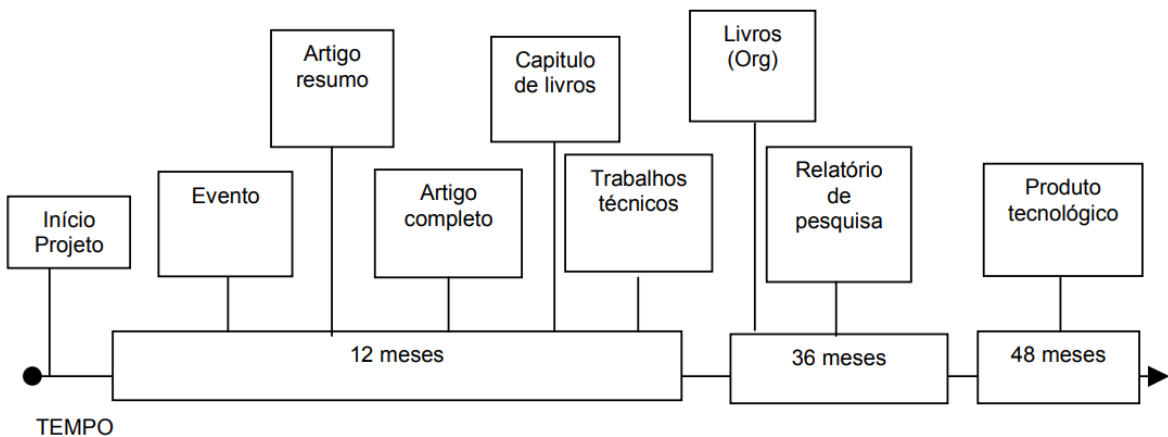 Início
Projeto
Evento
Artigo
resumo
Artigo
completo
Capitulo
de livros
Trabalhos
técnicos
Livros
(Org)
Relatório
de
pesquisa
Produto
tecnológico
12 meses
36 meses
48 meses
TEMPO